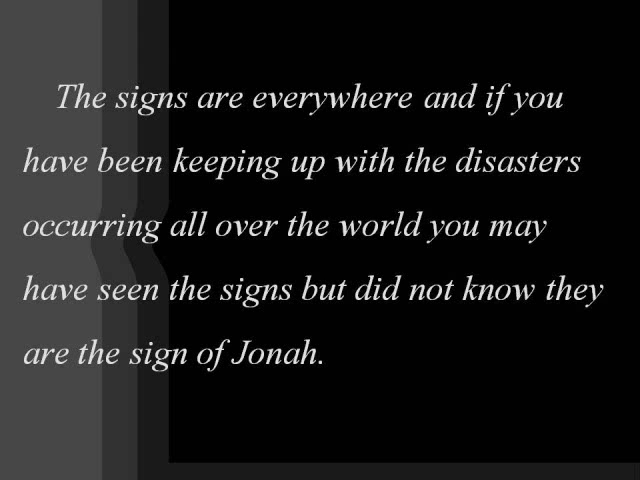 The signs are everywhere and if you
have been keeping up with the disasters
occurring all over the world you may
have seen the signs but did not know they
are the sign of Jonah.